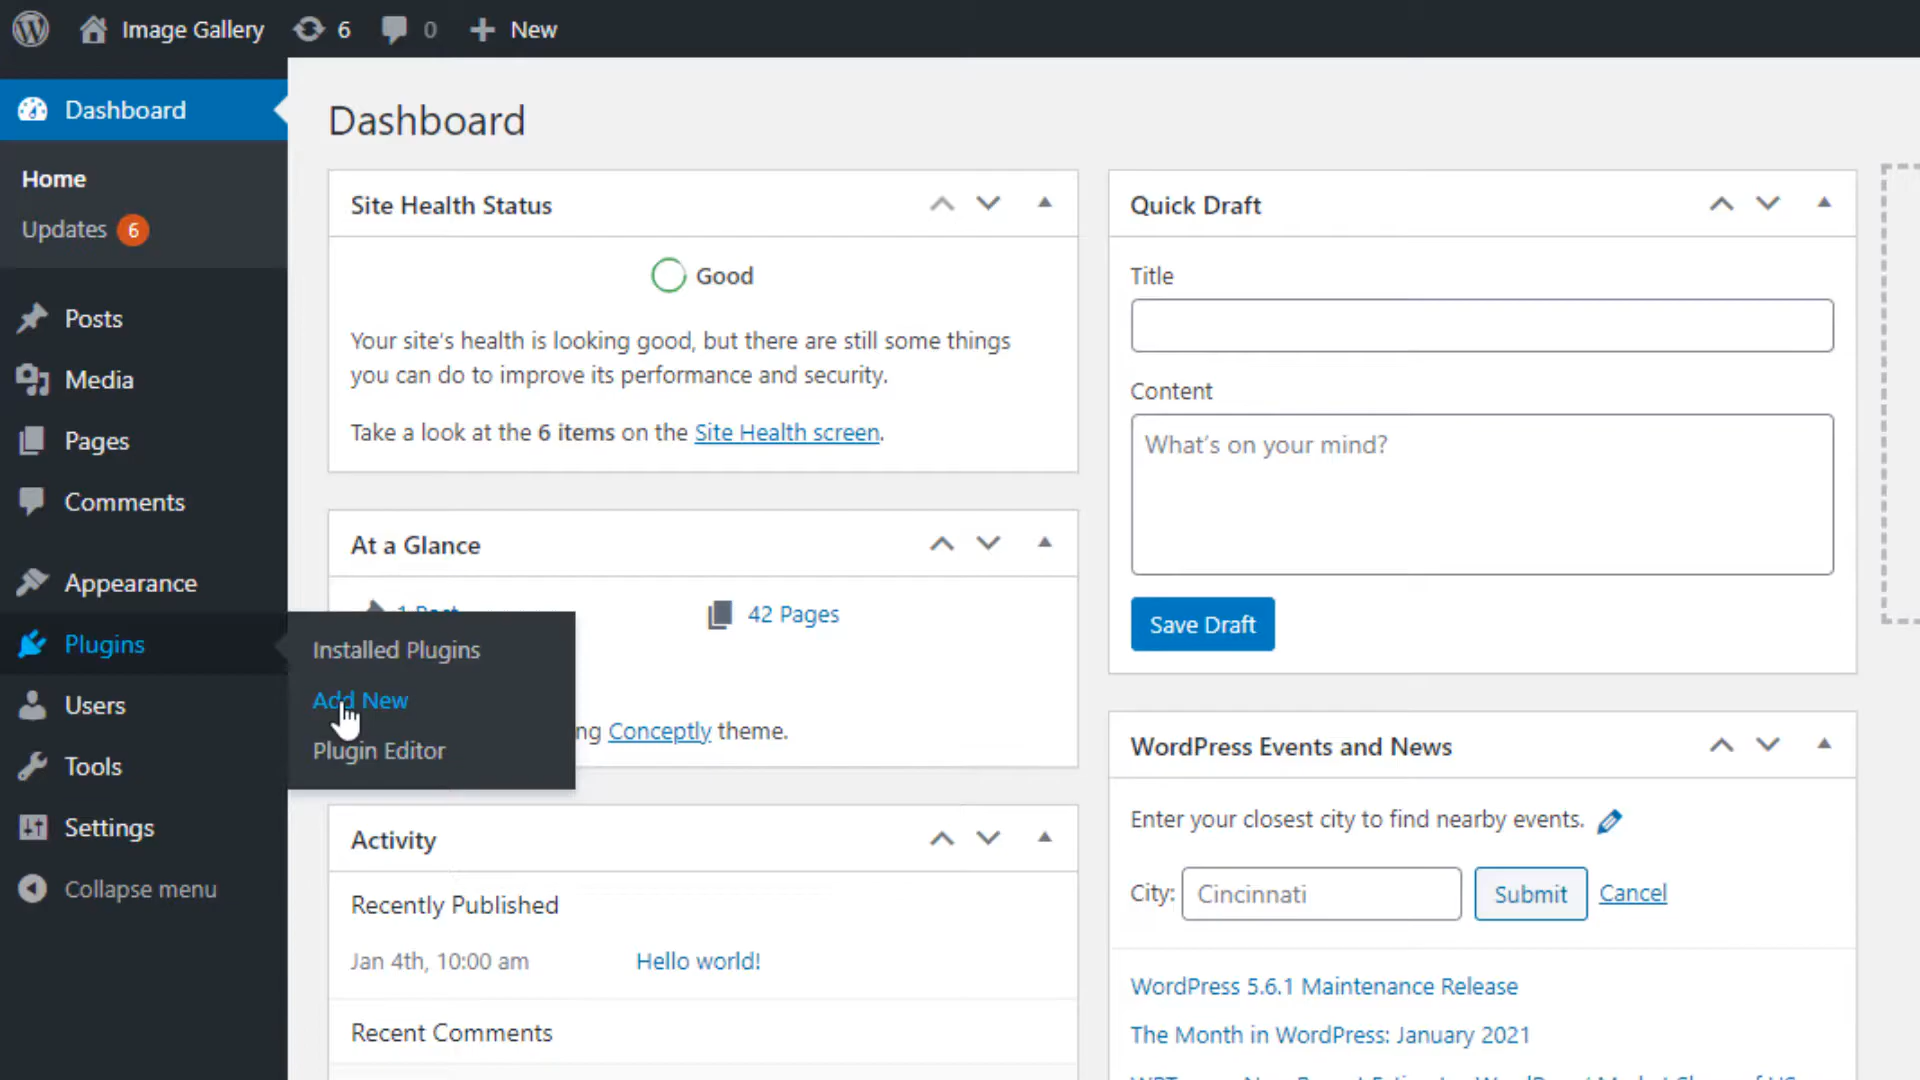 Image Gallery 6 0 New
Dashboard
Home
Updates 6
Posts
Media
Pages
Comments
Appearance
Plugins
Users
Tools
Settings
Collapse menu
Installed Plugins
Add New
Plugin Editor
Dashboard
Site Health Status
Good
Your site's health is looking good, but there are still some things
you can do to improve its performance and security.
Take a look at the 6 items on the Site Health screen.
At a Glance
1 Post
42 Pages
Conceptly theme.
Activity
Recently Published
Jan 4th, 10:00 am Hello world!
Recent Comments
Quick Draft
Title
Content
What's on your mind?
Save Draft
WordPress Events and News
Enter your closest city to find nearby events.
City: Cincinnati Submit Cancel
WordPress 5.6.1 Maintenance Release
The Month in WordPress: January 2021